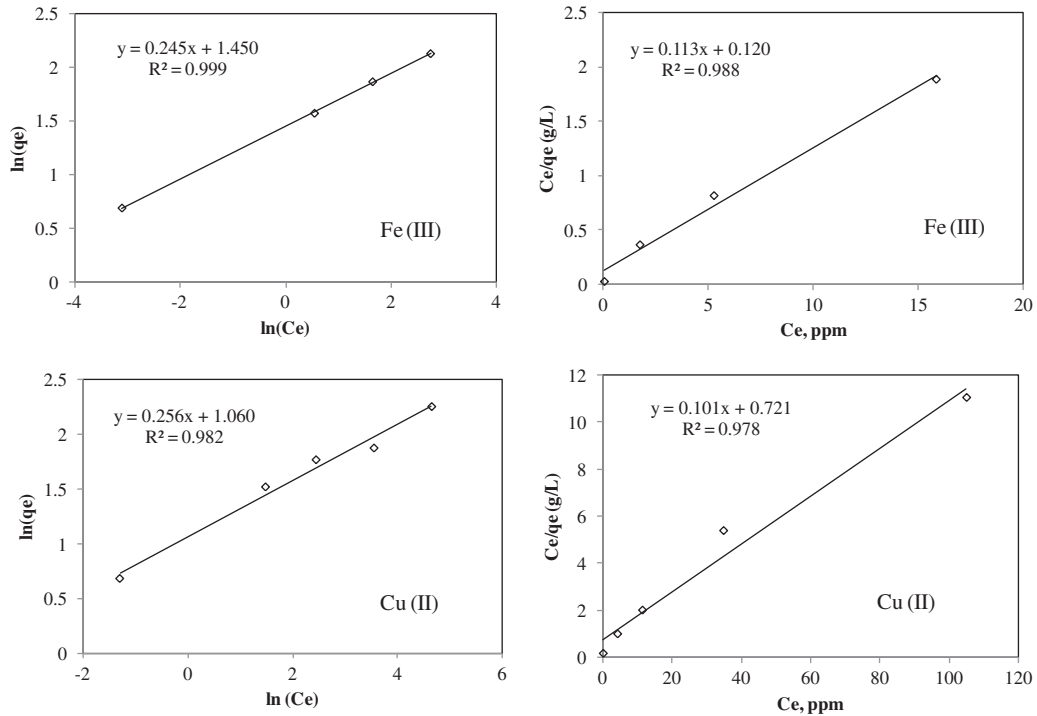 2.5
2
1.5
1
0.5
0
-4
-2
0
2
4
ln(qe)
ln(Ce)
y = 0.245x + 1.450
R² = 0.999
Fe (III)
2.5
2
1.5
1
0.5
0
0
5
10
15
20
Ce/qe (g/L)
Ce, ppm
y = 0.113x + 0.120
R² = 0.988
Fe (III)
2.5
2
1.5
1
0.5
0
-2
0
2
4
6
ln(qe)
ln (Ce)
y = 0.256x + 1.060
R² = 0.982
Cu (II)
12
10
8
6
4
2
0
0
20
40
60
80
100
120
Ce/qe (g/L)
Ce, ppm
y = 0.101x + 0.721
R² = 0.978
Cu (II)